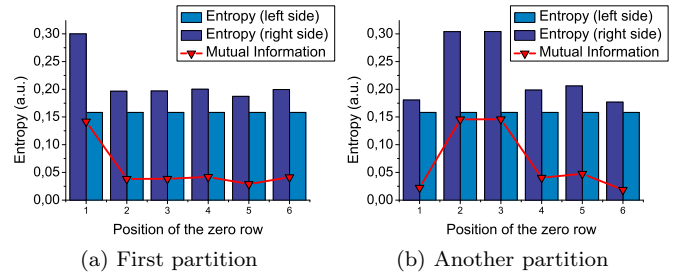 Entropy (left side)
Entropy (right side)
Mutual Information
0,30
0,25
0,20
0,15
0,10
0,05
0,00
Entropy (a.u.)
1 2 3 4 5 6
Position of the zero row
(a) First partition
Entropy (left side)
Entropy (right side)
Mutual Information
0,30
0,25
0,20
0,15
0,10
0,05
0,00
Entropy (a.u.)
1 2 3 4 5 6
Position of the zero row
(b) Another partition